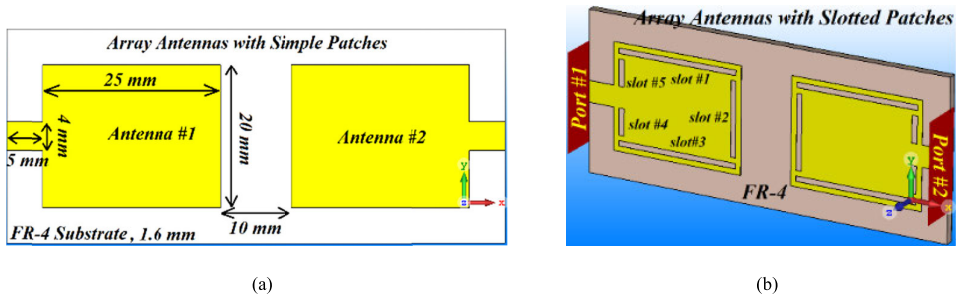 Array Antennas with Simple Patches
25 mm
Antenna #1
4 mm
5 mm
20 mm
Antenna #2
10 mm
y
z
x
FR-4 Substrate , 1.6 mm
(a)
Array Antennas with Slotted Patches
Port #1
slot #5
slot #1
slot #2
slot #4
slot#3
Port #2
FR-4
y
z
x
(b)